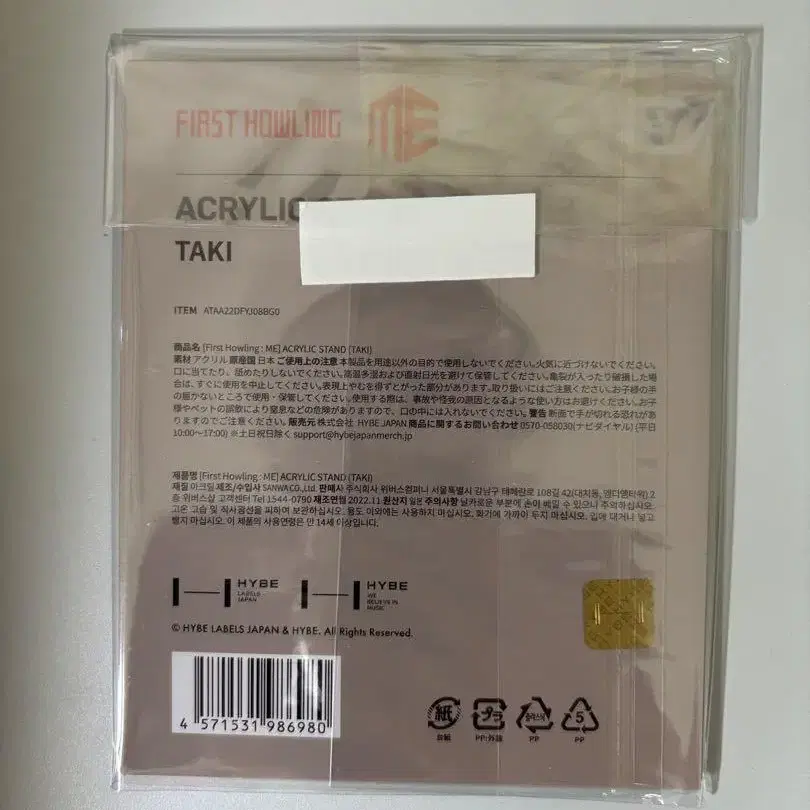 FIRST HOWLING ME
ACRYLIC
TAKI
ITEM ATAA22DFYJ08BG0
商品名 [First Howling : ME] ACRYLIC STAND (TAKI)
素材 アクリル 原産国 日本 ご使用上の注意 本製品を用途以外の目的で使用しないでください。火気に近づけないでください。
口に当てたり、舐めたりしないでください。高温多湿および直射日光を避けて保管してください。亀裂が入ったり破損した場
合は、すぐに使用を中止してください。表現上やむを得ずとがった部分があります。取り扱いにはご注意ください。お子様の手
の届かないところで使用・保管してください。使用する際は、事故や怪我の原因となるような使い方はお避けください。お子
様やペットの誤飲により窒息などの危険がありますので、口の中には入れないでください。警告 断面で手が切れる恐れがあ
りますのでご注意ください。販売元 株式会社 HYBE JAPAN 商品に関するお問い合わせ 0570-058030(ナビダイヤル) (平日
10:00~17:00) ※土日祝日除く support@hybejapanmerch.jp
제품명 [First Howling : ME] ACRYLIC STAND (TAKI)
재질 아크릴 제조/수입사 SANWA CO.,Ltd. 판매사 주식회사 위버스컴퍼니 서울특별시 강남구 테헤란로 108길 42(대치동, 엠디엠타워) 2
층 위버스샵 고객센터 Tel 1544-0790 제조연월 2022.11 원산지 일본 주의사항 날카로운 부분에 손이 베일 수 있으니 주의하십시오.
고온 고습 및 직사광선을 피하여 보관하십시오. 용도 이외에는 사용하지 마십시오. 화기에 가까이 두지 마십시오. 입에 대거나 넣고
빨지 마십시오. 이 제품의 사용연령은 만 14세 이상입니다.
HYBE
LABELS
JAPAN
HYBE
WE
BELIEVE IN
MUSIC
© HYBE LABELS JAPAN & HYBE. All Rights Reserved.
4 571531 986980
紙
台紙
プラ
PP:外袋
플라스틱
PP
5
PP